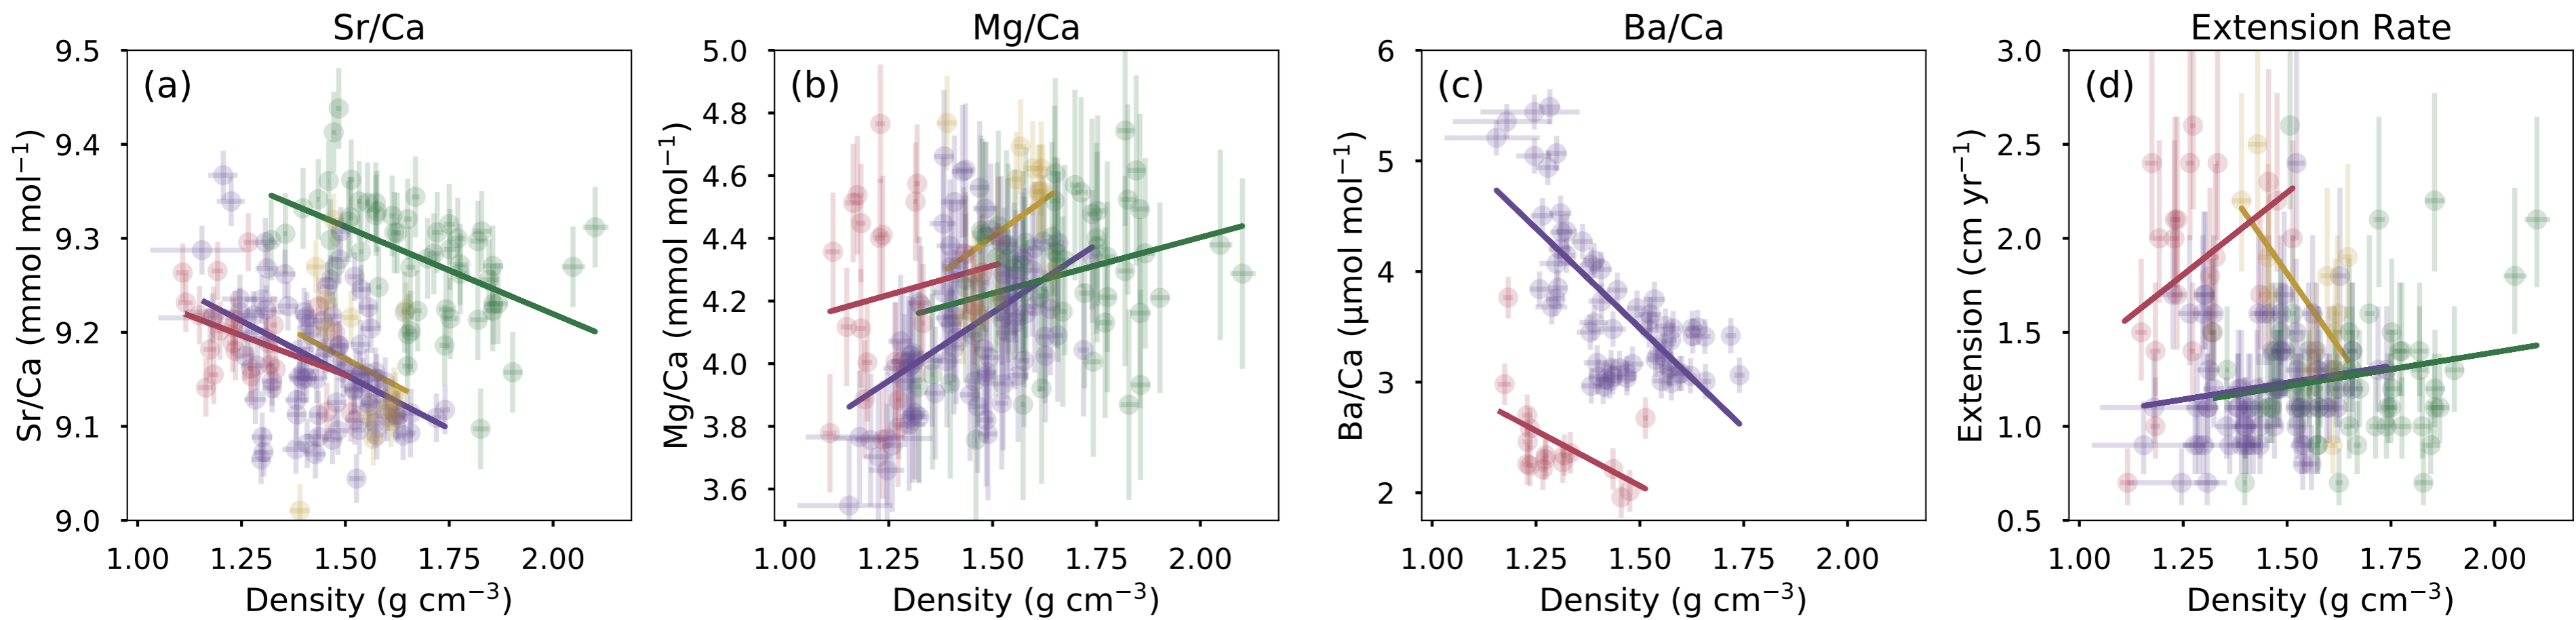 Sr/Ca
(a)
Sr/Ca (mmol mol⁻¹)
9.5
9.4
9.3
9.2
9.1
9.0
1.00 1.25 1.50 1.75 2.00
Density (g cm⁻³)
Mg/Ca
(b)
Mg/Ca (mmol mol⁻¹)
5.0
4.8
4.6
4.4
4.2
4.0
3.8
3.6
1.00 1.25 1.50 1.75 2.00
Density (g cm⁻³)
Ba/Ca
(c)
Ba/Ca (μmol mol⁻¹)
6
5
4
3
2
1.00 1.25 1.50 1.75 2.00
Density (g cm⁻³)
Extension Rate
(d)
Extension (cm yr⁻¹)
3.0
2.5
2.0
1.5
1.0
0.5
1.00 1.25 1.50 1.75 2.00
Density (g cm⁻³)